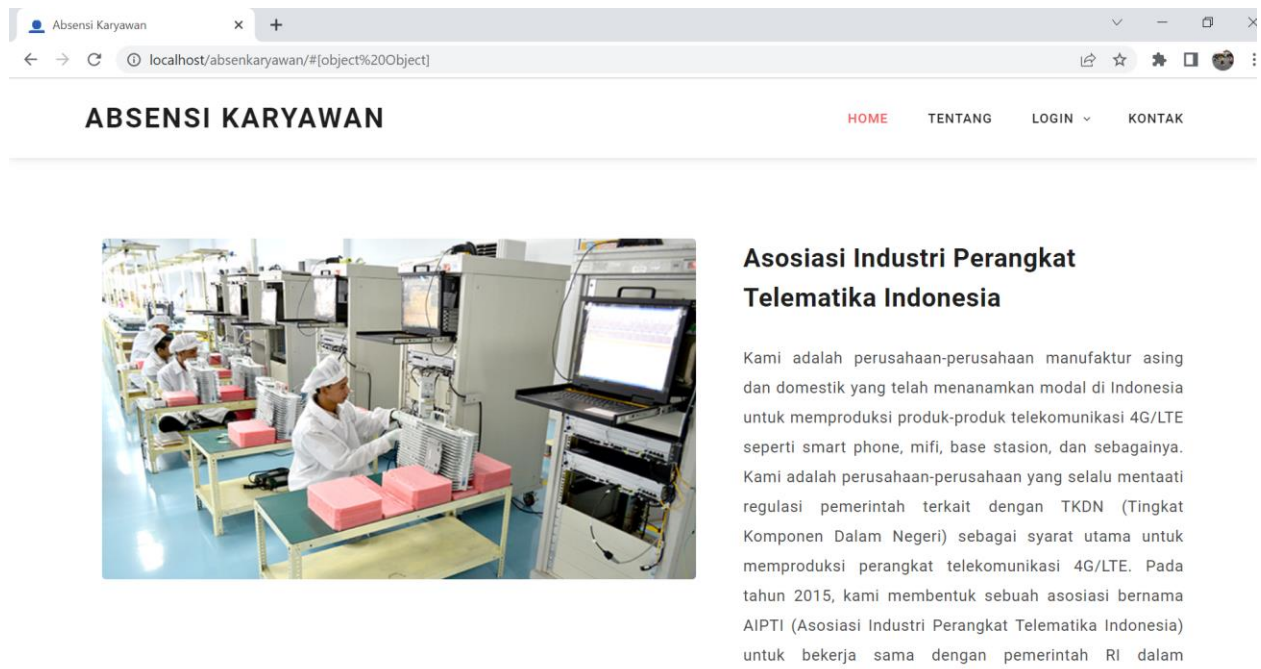 Absensi Karyawan
localhost/absenkaryawan/#[object%20Object]
ABSENSI KARYAWAN
HOME TENTANG LOGIN KONTAK
Asosiasi Industri Perangkat
Telematika Indonesia
Kami adalah perusahaan-perusahaan manufaktur asing
dan domestik yang telah menanamkan modal di Indonesia
untuk memproduksi produk-produk telekomunikasi 4G/LTE
seperti smart phone, mifi, base stasion, dan sebagainya.
Kami adalah perusahaan-perusahaan yang selalu mentaati
regulasi pemerintah terkait dengan TKDN (Tingkat
Komponen Dalam Negeri) sebagai syarat utama untuk
memproduksi perangkat telekomunikasi 4G/LTE. Pada
tahun 2015, kami membentuk sebuah asosiasi bernama
AIPTI (Asosiasi Industri Perangkat Telematika Indonesia)
untuk bekerja sama dengan pemerintah RI dalam